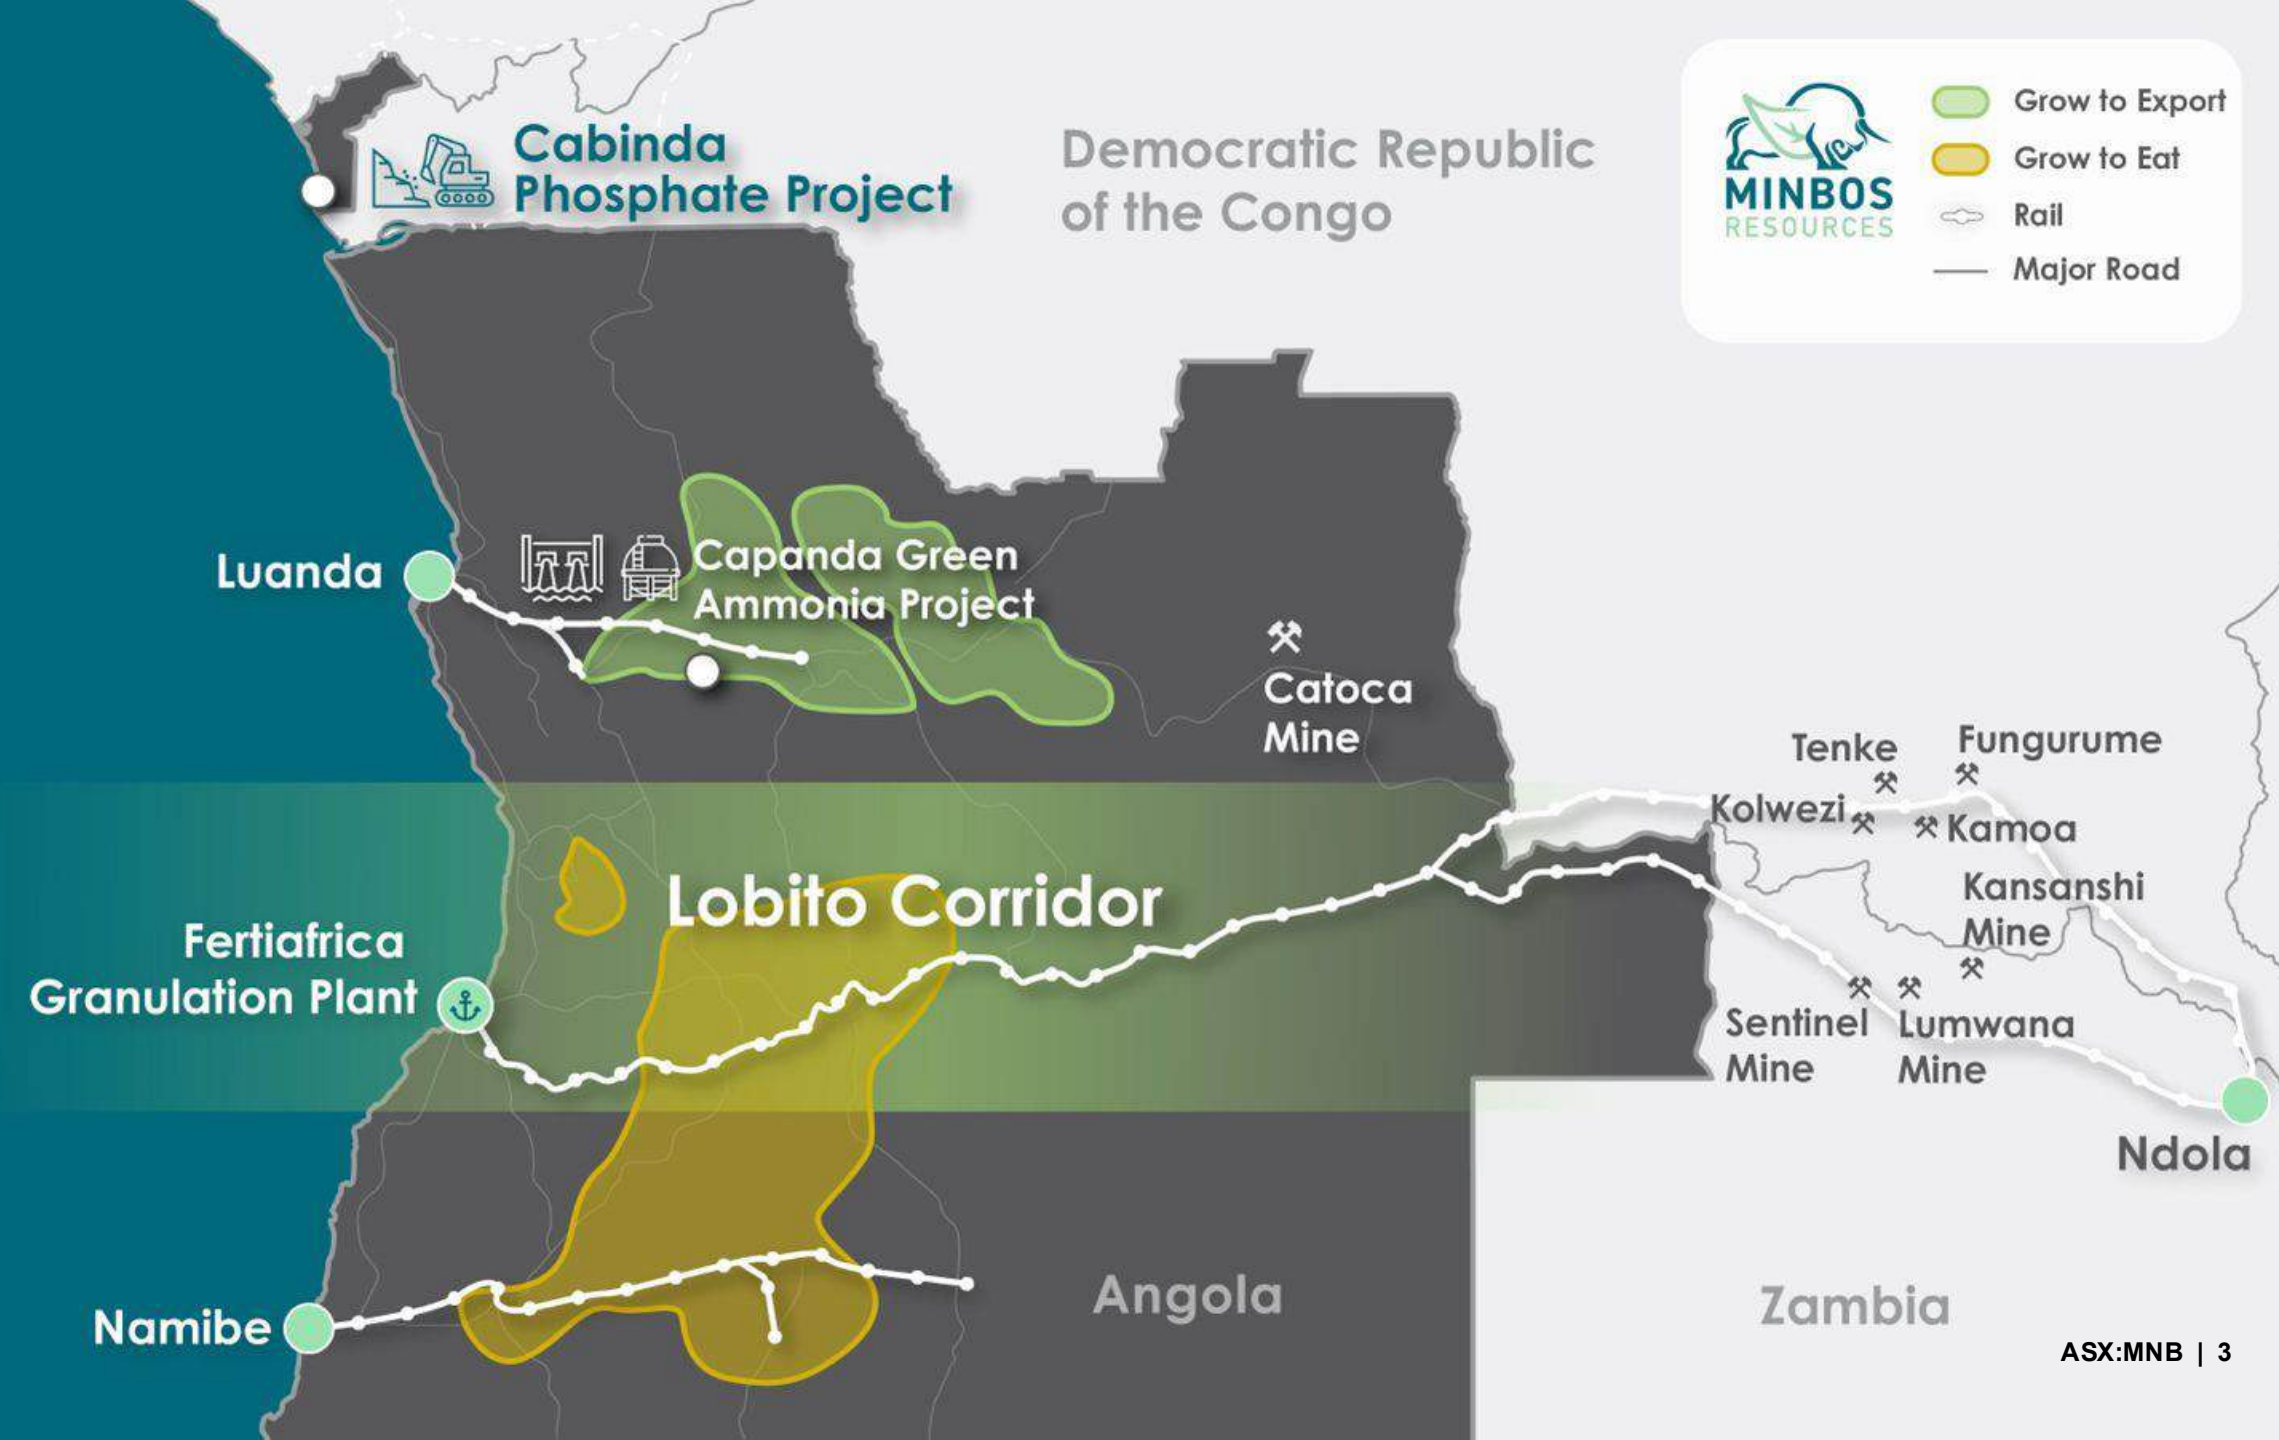 Cabinda
Phosphate Project
Democratic Republic
of the Congo
MINBOS
RESOURCES
Grow to Export
Grow to Eat
Rail
Major Road
Luanda
Capanda Green
Ammonia Project
Catoca
Mine
Tenke
Fungurume
Kolwezi
Kamoa
Kansanshi
Mine
Lobito Corridor
Fertiafrica
Granulation Plant
Sentinel
Mine
Lumwana
Mine
Ndola
Namibe
Angola
Zambia
ASX:MNB | 3